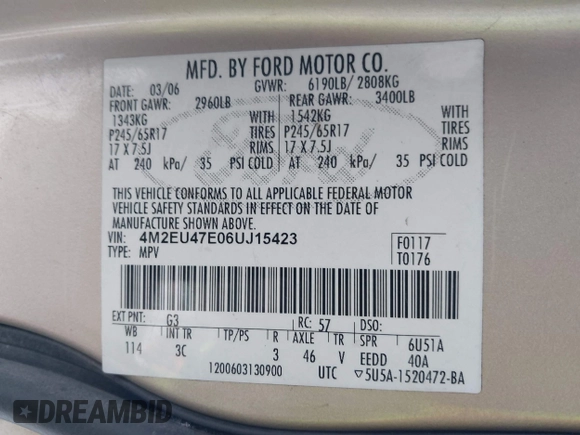 MFD. BY FORD MOTOR CO.
DATE: 03/06 GVWR: 6190LB/ 2808KG
FRONT GAWR: 2960LB REAR GAWR: 3400LB
1343KG 1542KG
P245/65R17 TIRES P245/65R17 TIRES
17 X 7.5J RIMS 17 X 7.5J RIMS
AT 240 kPa/ 35 PSI COLD AT 240 kPa/ 35 PSI COLD
THIS VEHICLE CONFORMS TO ALL APPLICABLE FEDERAL MOTOR
VEHICLE SAFETY STANDARDS IN EFFECT ON THE DATE OF
MANUFACTURE SHOWN ABOVE.
VIN: 4M2EU47E06UJ15423 F0117
TYPE: MPV T0176
EXT PNT: G3 RC: 57 DSO:
WB INT TR TP/PS R AXLE TR SPR 6U51A
114 3C 3 46 V EEDD 40A
1200603130900 UTC ▽5U5A-1520472-BA
DREAMBID